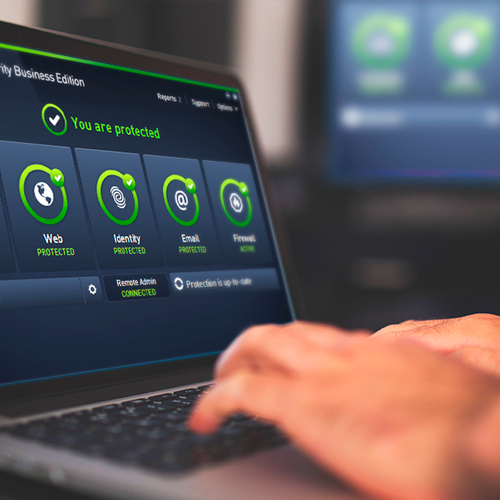 rity Business Edition
Reports 2 Support Options
You are protected
Web
PROTECTED
Identity
PROTECTED
Email
PROTECTED
Firewall
ACTIVE
Remote Admin
CONNECTED
Protection is up-to-date